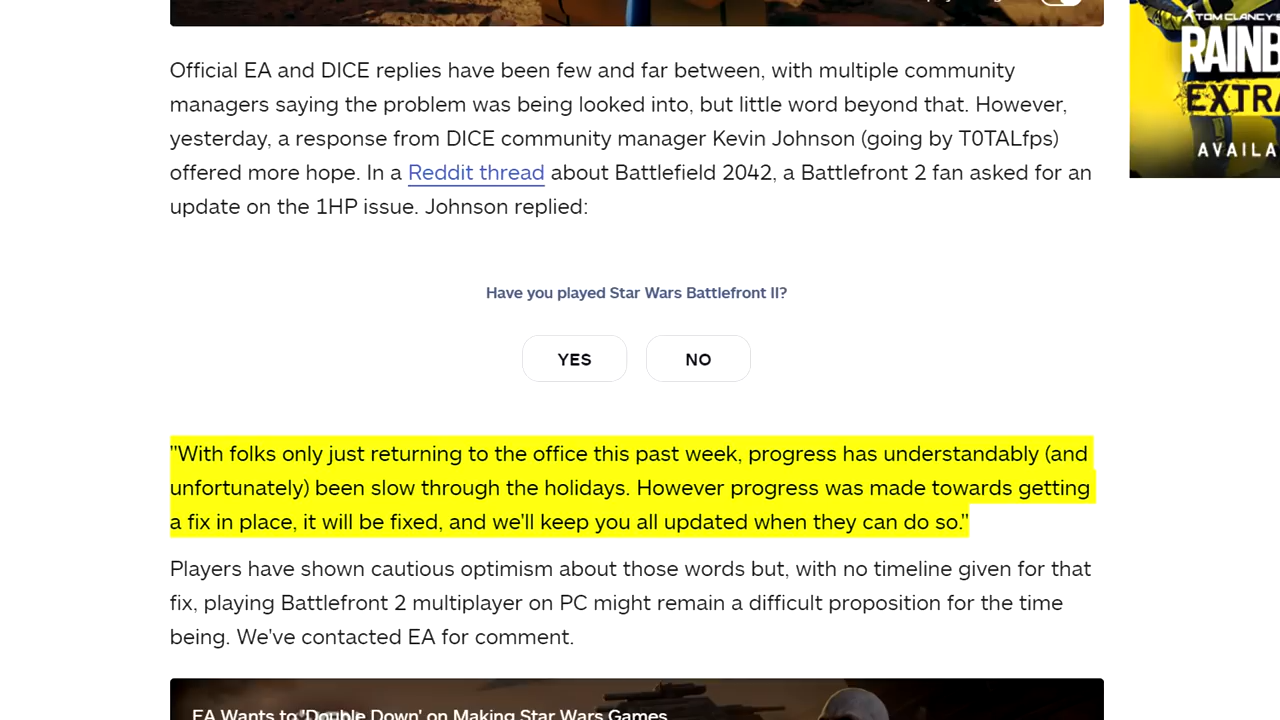 TOM CLANCY'S
RAINB
EXTRA
AVAILA
Official EA and DICE replies have been few and far between, with multiple community
managers saying the problem was being looked into, but little word beyond that. However,
yesterday, a response from DICE community manager Kevin Johnson (going by T0TALfps)
offered more hope. In a Reddit thread about Battlefield 2042, a Battlefront 2 fan asked for an
update on the 1HP issue. Johnson replied:
Have you played Star Wars Battlefront II?
YES
NO
"With folks only just returning to the office this past week, progress has understandably (and
unfortunately) been slow through the holidays. However progress was made towards getting
a fix in place, it will be fixed, and we'll keep you all updated when they can do so."
Players have shown cautious optimism about those words but, with no timeline given for that
fix, playing Battlefront 2 multiplayer on PC might remain a difficult proposition for the time
being. We've contacted EA for comment.
EA Wants to 'Double Down' on Making Star Wars Games